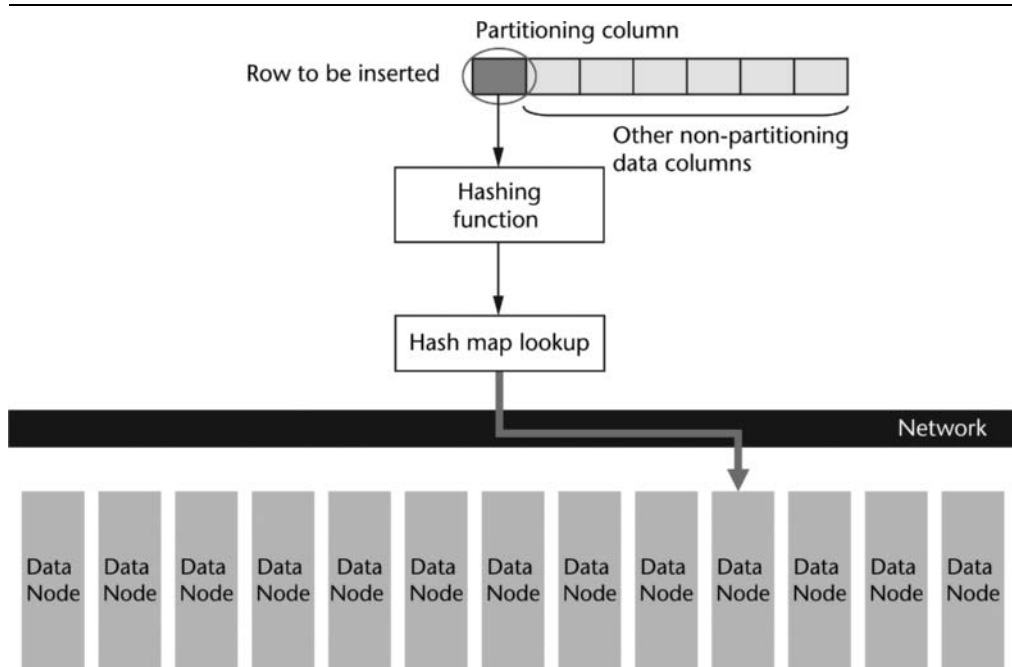 Partitioning column
Row to be inserted
Other non-partitioning
data columns
Hashing
function
Hash map lookup
Network
Data Data Data Data Data Data Data Data Data Data Data Data Data
Node Node Node Node Node Node Node Node Node Node Node Node Node